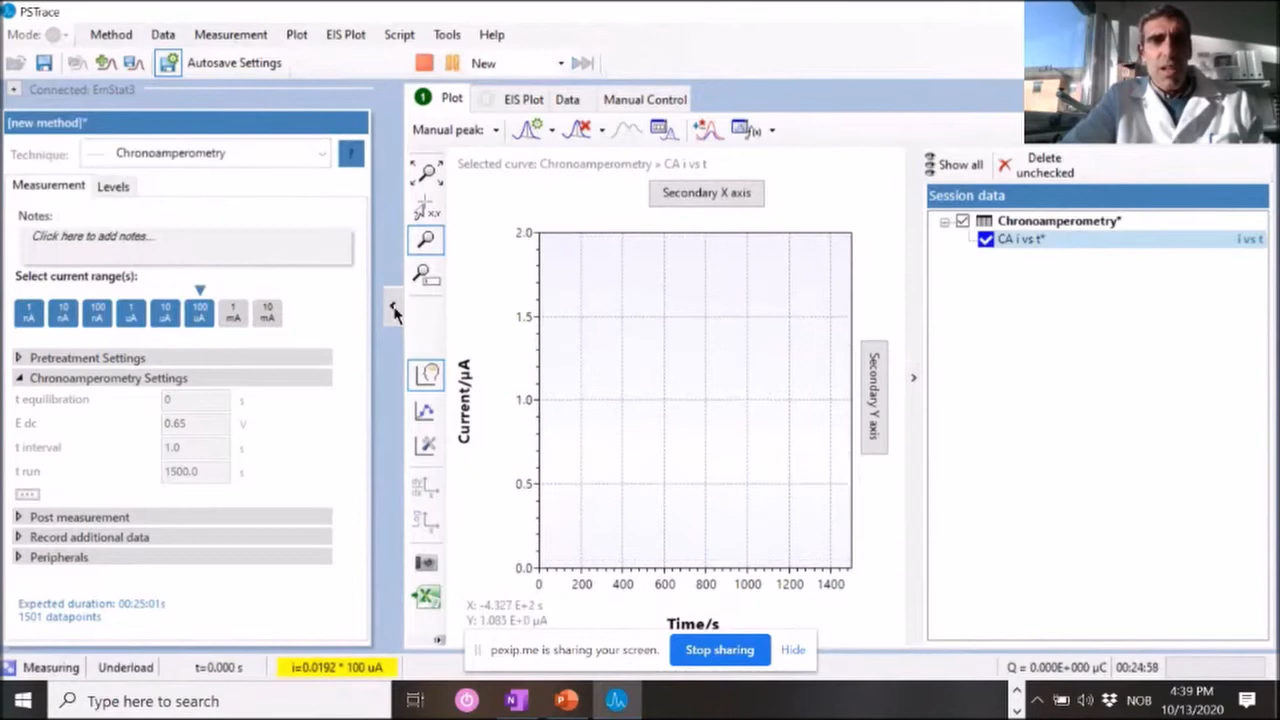 PSTrace
Mode:
Method Data Measurement Plot EIS Plot Script Tools Help
Autosave Settings
New
+ Connected: EmStat3
[new method]*
Technique: Chronoamperometry ?
Measurement Levels
Notes:
Click here to add notes...
Select current range(s):
1 nA 10 nA 100 nA 1 uA 10 uA 100 uA 1 mA 10 mA
Pretreatment Settings
Chronoamperometry Settings
t equilibration 0 s
E dc 0.65 V
t interval 1.0 s
t run 1500.0 s
Post measurement
Record additional data
Peripherals
Expected duration: 00:25:01s
1501 datapoints
1 Plot EIS Plot Data Manual Control
Manual peak:
Selected curve: Chronoamperometry » CA i vs t
Secondary X axis
2.0
1.5
1.0
0.5
0.0
Current/µA
Secondary Y axis
0 200 400 600 800 1000 1200 1400
X: -4.327 E+2 s
Y: 1.083 E+0 µA
Time/s
Show all
Delete unchecked
Session data
Chronoamperometry*
CA i vs t* i vs t
pexip.me is sharing your screen. Stop sharing Hide
Measuring Underload t=0.000 s i=0.0192 * 100 uA Q = 0.000E+000 µC 00:24:58
Type here to search
NOB
4:39 PM
10/13/2020